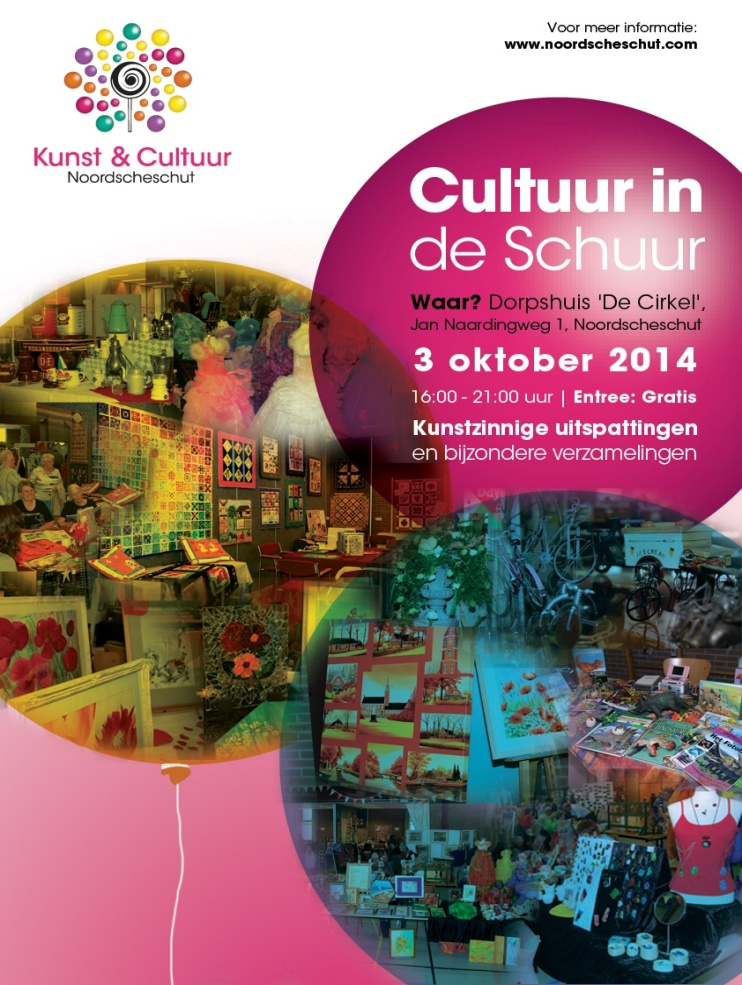 Voor meer informatie:
www.noordscheschut.com
Kunst & Cultuur
Noordscheschut
Cultuur in
de Schuur
Waar? Dorpshuis 'De Cirkel',
Jan Naardingweg 1, Noordscheschut
3 oktober 2014
16:00 - 21:00 uur | Entree: Gratis
Kunstzinnige uitspattingen
en bijzondere verzamelingen
ICECREAM